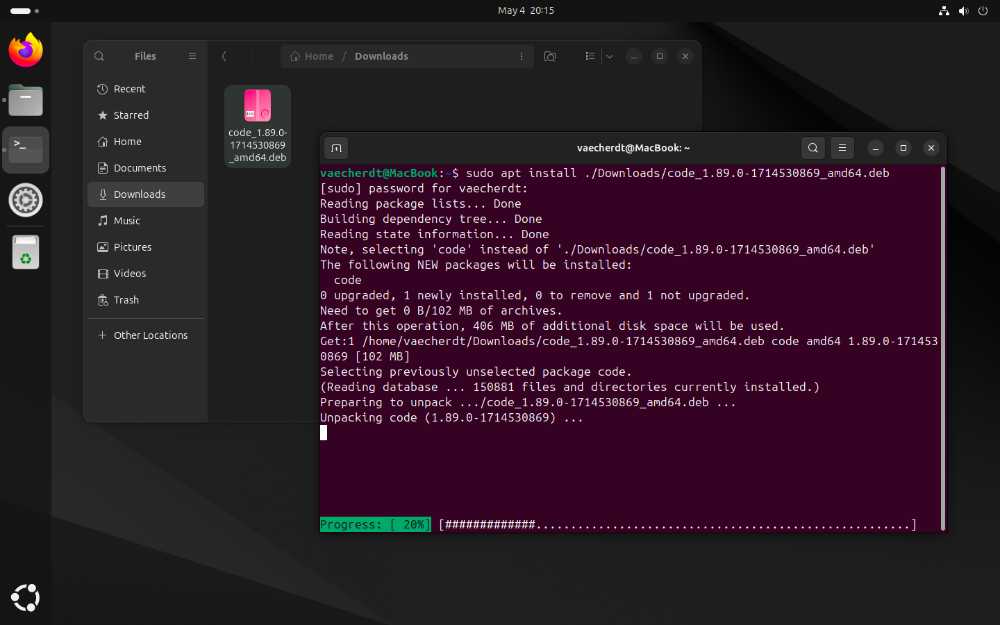 May 4 20:15
Files
Home / Downloads
Recent
Starred
Home
Documents
Downloads
Music
Pictures
Videos
Trash
Other Locations
code_1.89.0-
1714530869
_amd64.deb
vaecherdt@MacBook: ~
vaecherdt@MacBook:~$ sudo apt install ./Downloads/code_1.89.0-1714530869_amd64.deb
[sudo] password for vaecherdt:
Reading package lists... Done
Building dependency tree... Done
Reading state information... Done
Note, selecting 'code' instead of './Downloads/code_1.89.0-1714530869_amd64.deb'
The following NEW packages will be installed:
  code
0 upgraded, 1 newly installed, 0 to remove and 1 not upgraded.
Need to get 0 B/102 MB of archives.
After this operation, 406 MB of additional disk space will be used.
Get:1 /home/vaecherdt/Downloads/code_1.89.0-1714530869_amd64.deb code amd64 1.89.0-171453
0869 [102 MB]
Selecting previously unselected package code.
(Reading database ... 150881 files and directories currently installed.)
Preparing to unpack .../code_1.89.0-1714530869_amd64.deb ...
Unpacking code (1.89.0-1714530869) ...
Progress: [ 20%] [#############......................................................]